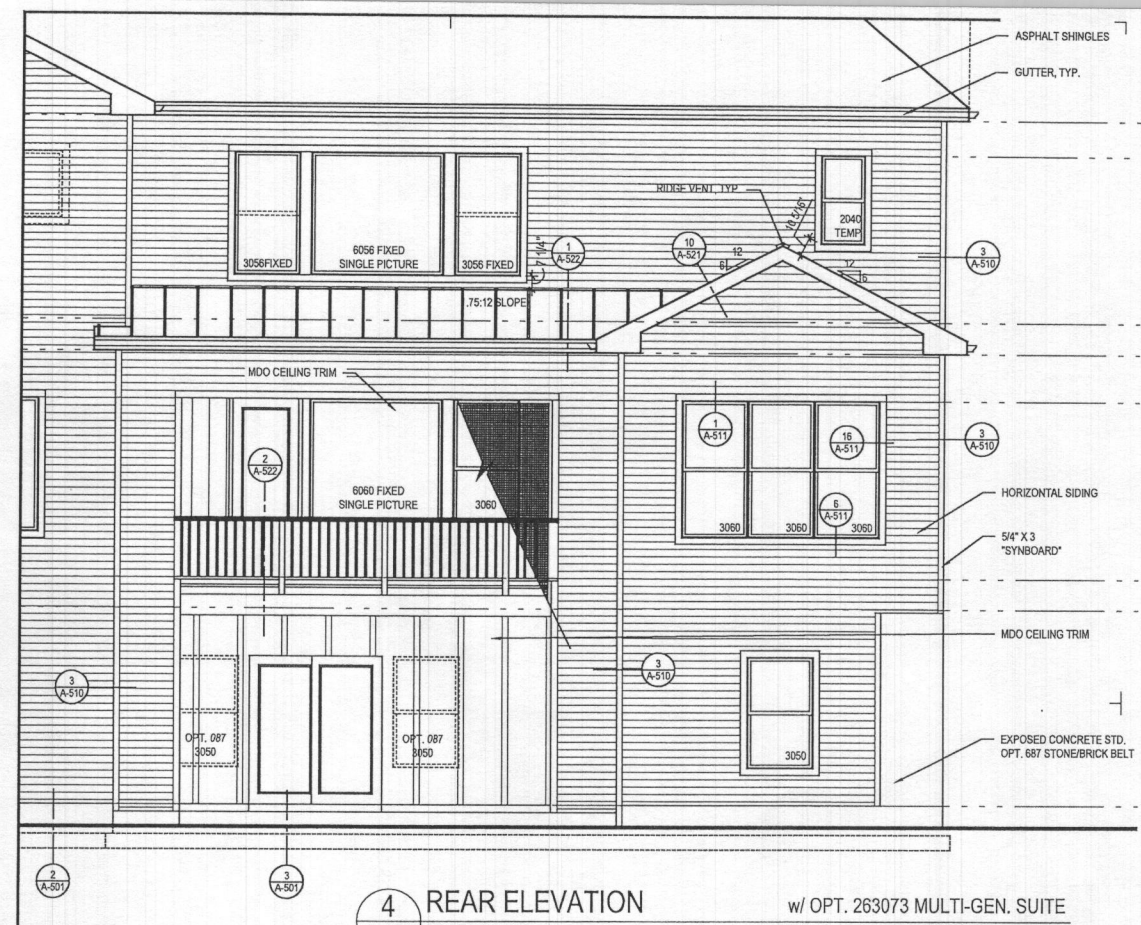 ASPHALT SHINGLES
GUTTER, TYP.
RIDGE VENT, TYP.
10 5/16"
2040
TEMP
3056FIXED
6056 FIXED
SINGLE PICTURE
3056 FIXED
7 1/4"
1
A-522
10
A-521
12
6
12
6
3
A-510
.75:12 SLOPE
MDO CEILING TRIM
1
A-511
16
A-511
3
A-510
2
A-522
6060 FIXED
SINGLE PICTURE
3060
6
A-511
3060
3060
3060
HORIZONTAL SIDING
5/4" X 3
"SYNBOARD"
MDO CEILING TRIM
3
A-510
3
A-510
OPT. 087
3050
OPT. 087
3050
3050
EXPOSED CONCRETE STD.
OPT. 687 STONE/BRICK BELT
2
A-501
3
A-501
4
REAR ELEVATION
w/ OPT. 263073 MULTI-GEN. SUITE